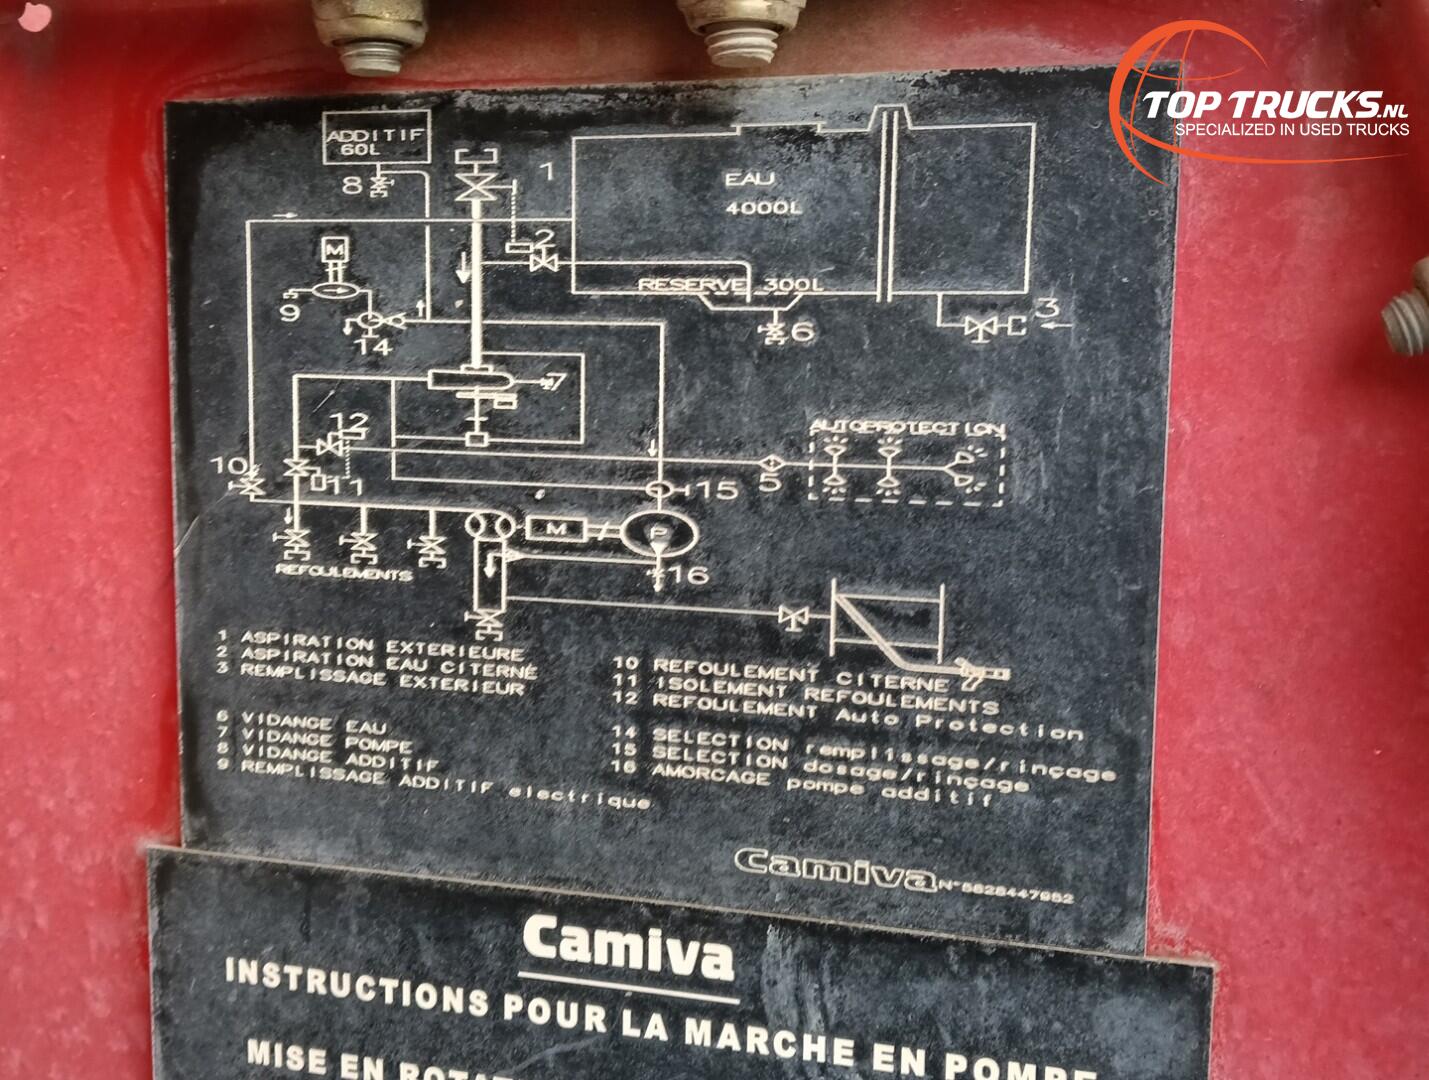 TOP TRUCKS.NL
SPECIALIZED IN USED TRUCKS
ADDITIF
60L
8
1
EAU
4000L
M
2
RESERVE 300L
9
3
6
14
7
12
AUTOPROTECTION
10
11
5
15
M
P
REFOULEMENTS
16
1 ASPIRATION EXTERIEURE
2 ASPIRATION EAU CITERNE
3 REMPLISSAGE EXTERIEUR
6 VIDANGE EAU
7 VIDANGE POMPE
8 VIDANGE ADDITIF
9 REMPLISSAGE ADDITIF electrique
10 REFOULEMENT CITERNE
11 ISOLEMENT REFOULEMENTS
12 REFOULEMENT Auto Protection
14 SELECTION remplissage/rinçage
15 SELECTION dosage/rinçage
16 AMORCAGE pompe additif
Camiva N°5828447952
Camiva
INSTRUCTIONS POUR LA MARCHE EN POMPE
MISE EN